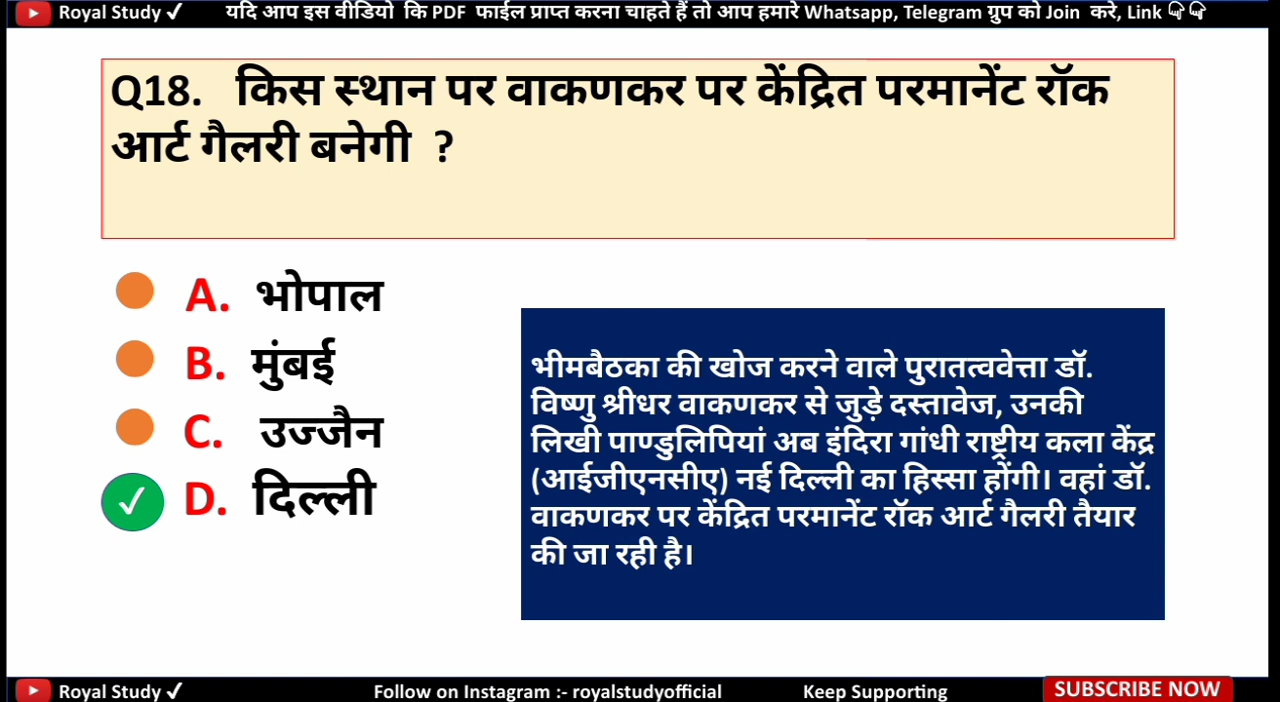 Royal Study ✓ यदि आप इस वीडियो कि PDF फाईल प्राप्त करना चाहते हैं तो आप हमारे Whatsapp, Telegram ग्रुप को Join करे, Link 👇👇
Q18. किस स्थान पर वाकणकर पर केंद्रित परमानेंट रॉक
आर्ट गैलरी बनेगी ?
A. भोपाल
B. मुंबई
C. उज्जैन
D. दिल्ली
भीमबैठका की खोज करने वाले पुरातत्ववेत्ता डॉ.
विष्णु श्रीधर वाकणकर से जुड़े दस्तावेज, उनकी
लिखी पाण्डुलिपियां अब इंदिरा गांधी राष्ट्रीय कला केंद्र
(आईजीएनसीए) नई दिल्ली का हिस्सा होंगी। वहां डॉ.
वाकणकर पर केंद्रित परमानेंट रॉक आर्ट गैलरी तैयार
की जा रही है।
Royal Study ✓ Follow on Instagram :- royalstudyofficial Keep Supporting SUBSCRIBE NOW